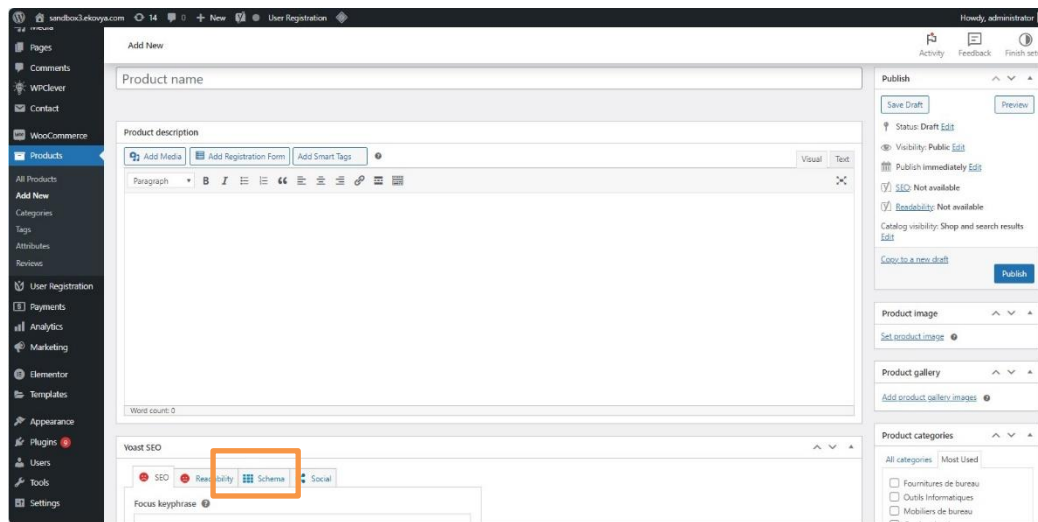 sandbox3.ekovya.com 14 0 + New User Registration Howdy, administrator
Media
Pages
Comments
WPClever
Contact
WooCommerce
Products
All Products
Add New
Categories
Tags
Attributes
Reviews
User Registration
Payments
Analytics
Marketing
Elementor
Templates
Appearance
Plugins 9
Users
Tools
Settings
Add New
Activity Feedback Finish set
Product name
Product description
Add Media Add Registration Form Add Smart Tags Visual Text
Paragraph B I
Word count: 0
Yoast SEO
SEO Readability Schema Social
Focus keyphrase
Publish
Save Draft Preview
Status: Draft Edit
Visibility: Public Edit
Publish immediately Edit
SEO: Not available
Readability: Not available
Catalog visibility: Shop and search results
Edit
Copy to a new draft
Publish
Product image
Set product image
Product gallery
Add product gallery images
Product categories
All categories Most Used
Fournitures de bureau
Outils Informatiques
Mobiliers de bureau